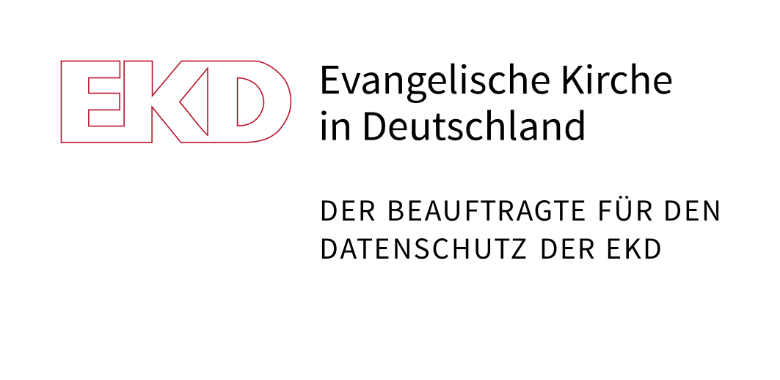 EKD
Evangelische Kirche
in Deutschland
DER BEAUFTRAGTE FÜR DEN
DATENSCHUTZ DER EKD